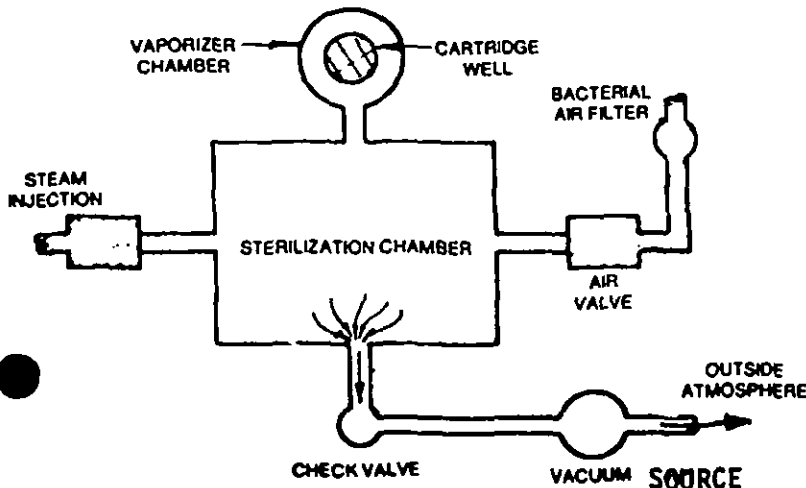 VAPORIZER
CHAMBER
CARTRIDGE
WELL
BACTERIAL
AIR FILTER
STEAM
INJECTION
STERILIZATION CHAMBER
AIR
VALVE
OUTSIDE
ATMOSPHERE
CHECK VALVE
VACUUM SOURCE